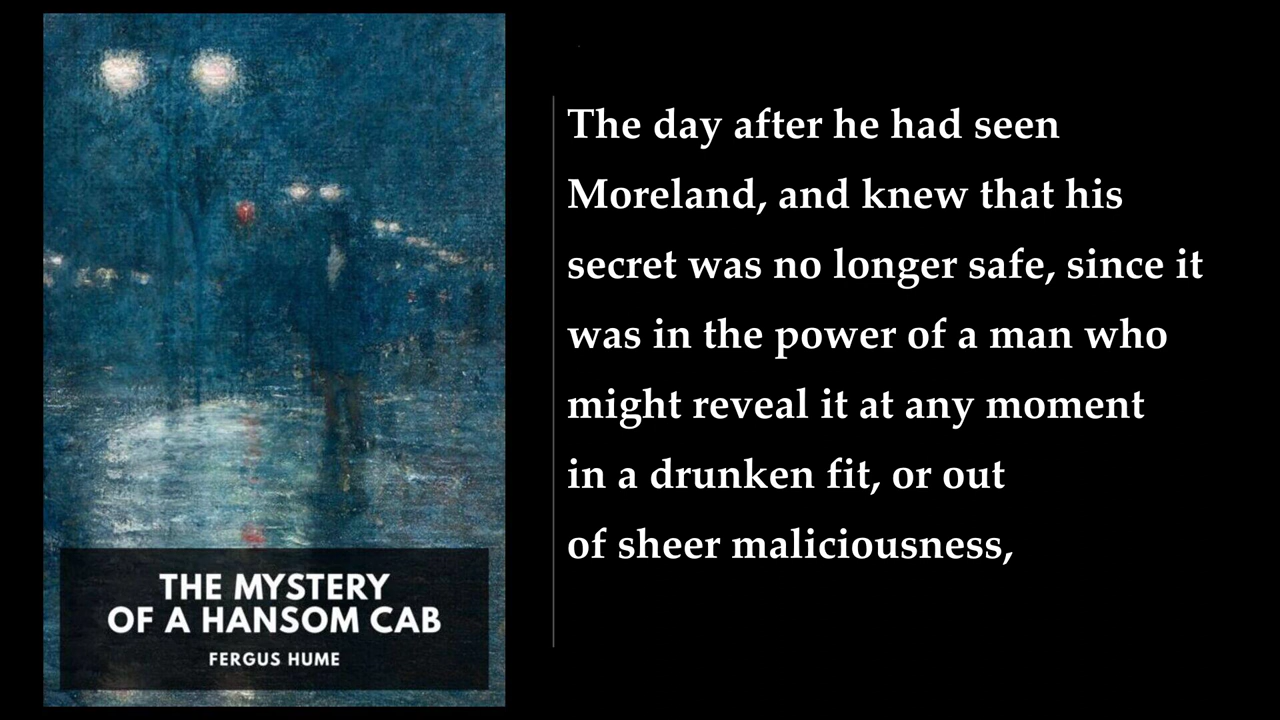 THE MYSTERY
OF A HANSOM CAB
FERGUS HUME
The day after he had seen
Moreland, and knew that his
secret was no longer safe, since it
was in the power of a man who
might reveal it at any moment
in a drunken fit, or out
of sheer maliciousness,